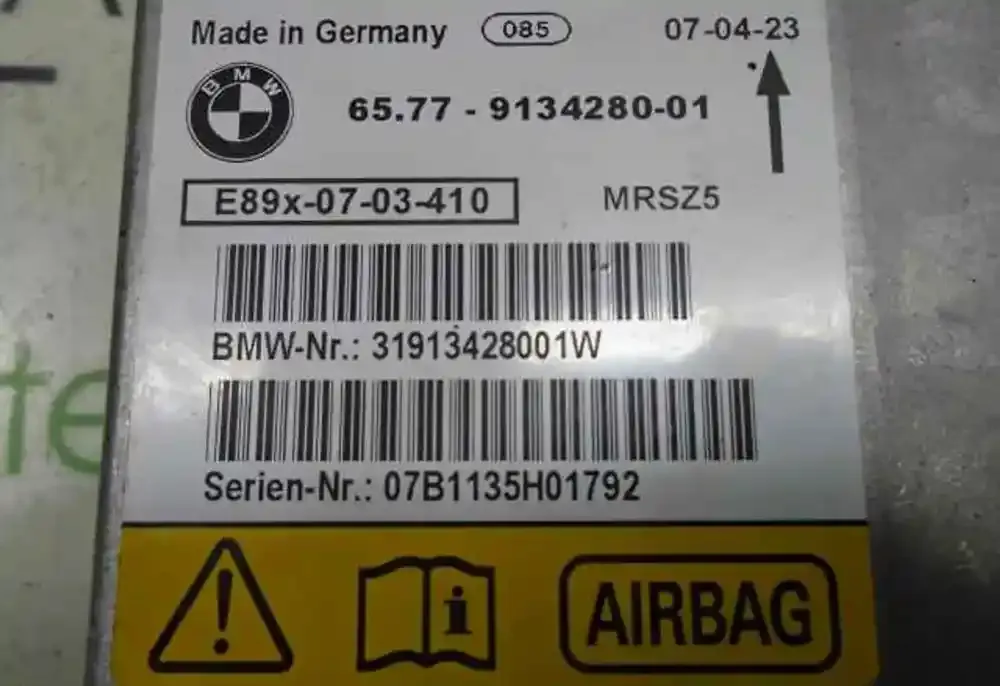 Made in Germany 085 07-04-23
BMW
65.77 - 9134280-01
E89x-07-03-410 MRSZ5
BMW-Nr.: 31913428001W
Serien-Nr.: 07B1135H01792
te
i AIRBAG